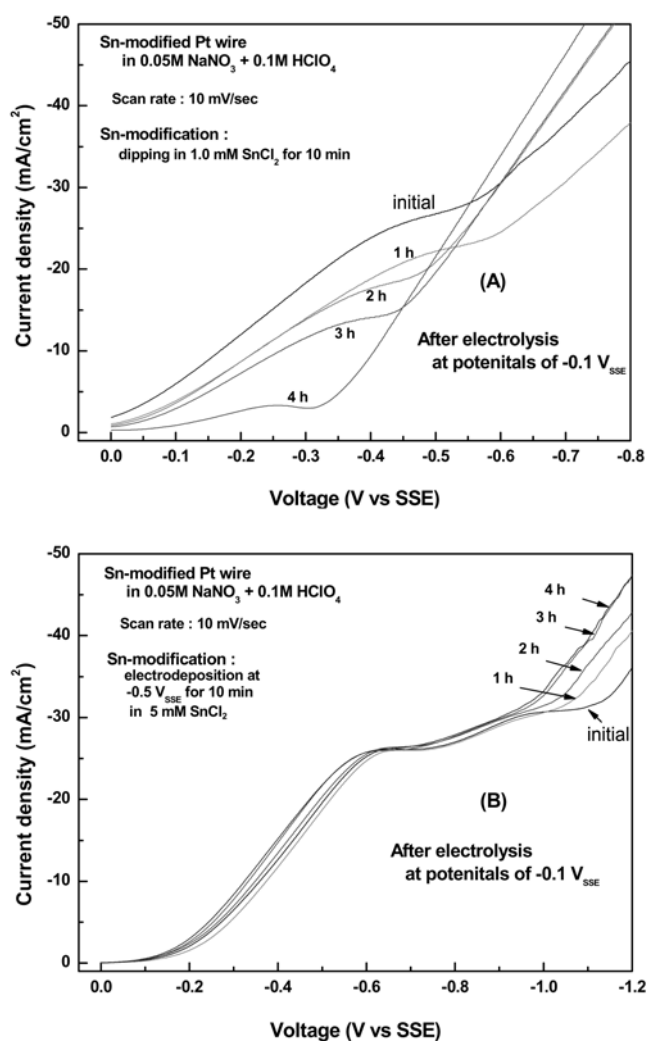 -50
-40
-30
-20
-10
0
Current density (mA/cm²)
Sn-modified Pt wire
in 0.05M NaNO₃ + 0.1M HClO₄
Scan rate : 10 mV/sec
Sn-modification :
dipping in 1.0 mM SnCl₂ for 10 min
initial
1 h
2 h
3 h
4 h
(A)
After electrolysis
at potenitals of -0.1 V_SSE
0.0 -0.1 -0.2 -0.3 -0.4 -0.5 -0.6 -0.7 -0.8
Voltage (V vs SSE)
-50
-40
-30
-20
-10
0
Current density (mA/cm²)
Sn-modified Pt wire
in 0.05M NaNO₃ + 0.1M HClO₄
Scan rate : 10 mV/sec
Sn-modification :
electrodeposition at
-0.5 V_SSE for 10 min
in 5 mM SnCl₂
4 h
3 h
2 h
1 h
initial
(B)
After electrolysis
at potenitals of -0.1 V_SSE
0.0 -0.2 -0.4 -0.6 -0.8 -1.0 -1.2
Voltage (V vs SSE)